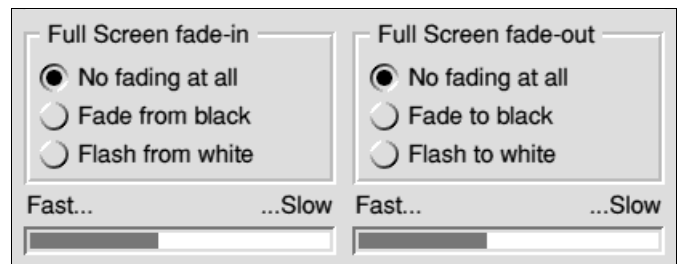 Full Screen fade-in
No fading at all
Fade from black
Flash from white
Fast... ...Slow
Full Screen fade-out
No fading at all
Fade to black
Flash to white
Fast... ...Slow